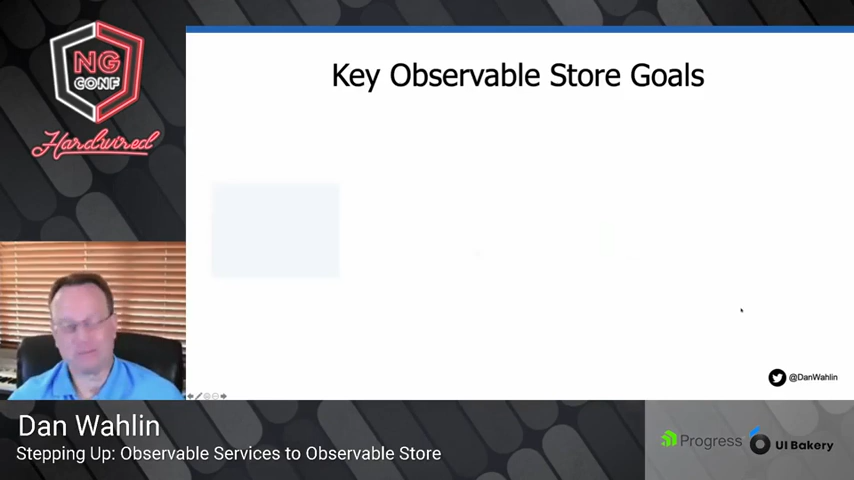 NG
CONF
Hardwired
Key Observable Store Goals
@DanWahlin
Dan Wahlin
Stepping Up: Observable Services to Observable Store
Progress
UI Bakery